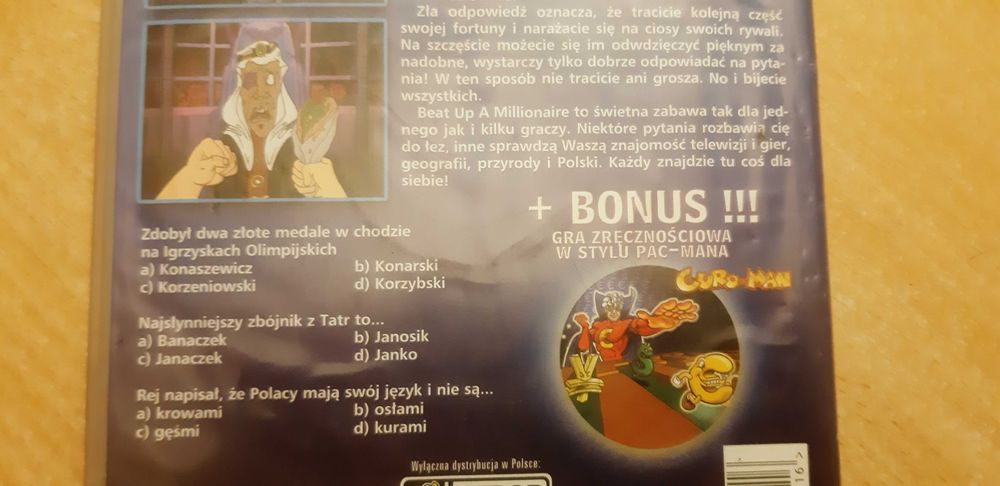 Zła odpowiedź oznacza, że tracicie kolejną część
swojej fortuny i narażacie się na ciosy swoich rywali.
Na szczęście możecie się im odwdzięczyć pięknym za
nadobne, wystarczy tylko dobrze odpowiadać na pyta-
nia! W ten sposób nie tracicie ani grosza. No i bijecie
wszystkich.
Beat Up A Millionaire to świetna zabawa tak dla jed-
nego jak i kilku graczy. Niektóre pytania rozbawią cię
do łez, inne sprawdzą Waszą znajomość telewizji i gier,
geografii, przyrody i Polski. Każdy znajdzie tu coś dla
siebie!
+ BONUS !!!
GRA ZRĘCZNOŚCIOWA
W STYLU PAC-MANA
CURO-MAN
C
Zdobył dwa złote medale w chodzie
na Igrzyskach Olimpijskich
a) Konaszewicz b) Konarski
c) Korzeniowski d) Korzybski
Najsłynniejszy zbójnik z Tatr to...
a) Banaczek b) Janosik
c) Janaczek d) Janko
Rej napisał, że Polacy mają swój język i nie są...
a) krowami b) osłami
c) gęśmi d) kurami
Wyłączna dystrybucja w Polsce:
16>